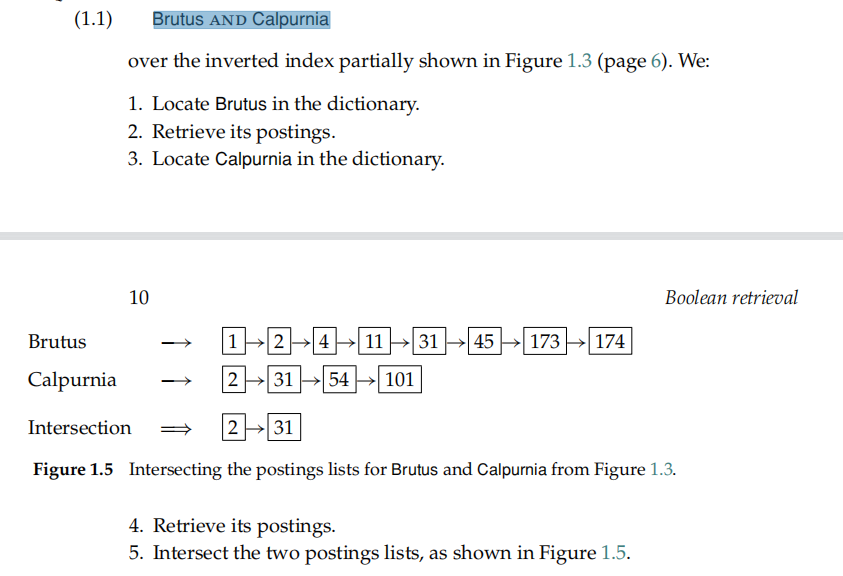 (1.1) Brutus AND Calpurnia
over the inverted index partially shown in Figure 1.3 (page 6). We:
1. Locate Brutus in the dictionary.
2. Retrieve its postings.
3. Locate Calpurnia in the dictionary.
10 Boolean retrieval
Brutus ⟶ 1 → 2 → 4 → 11 → 31 → 45 → 173 → 174
Calpurnia ⟶ 2 → 31 → 54 → 101
Intersection ⟹ 2 → 31
Figure 1.5 Intersecting the postings lists for Brutus and Calpurnia from Figure 1.3.
4. Retrieve its postings.
5. Intersect the two postings lists, as shown in Figure 1.5.